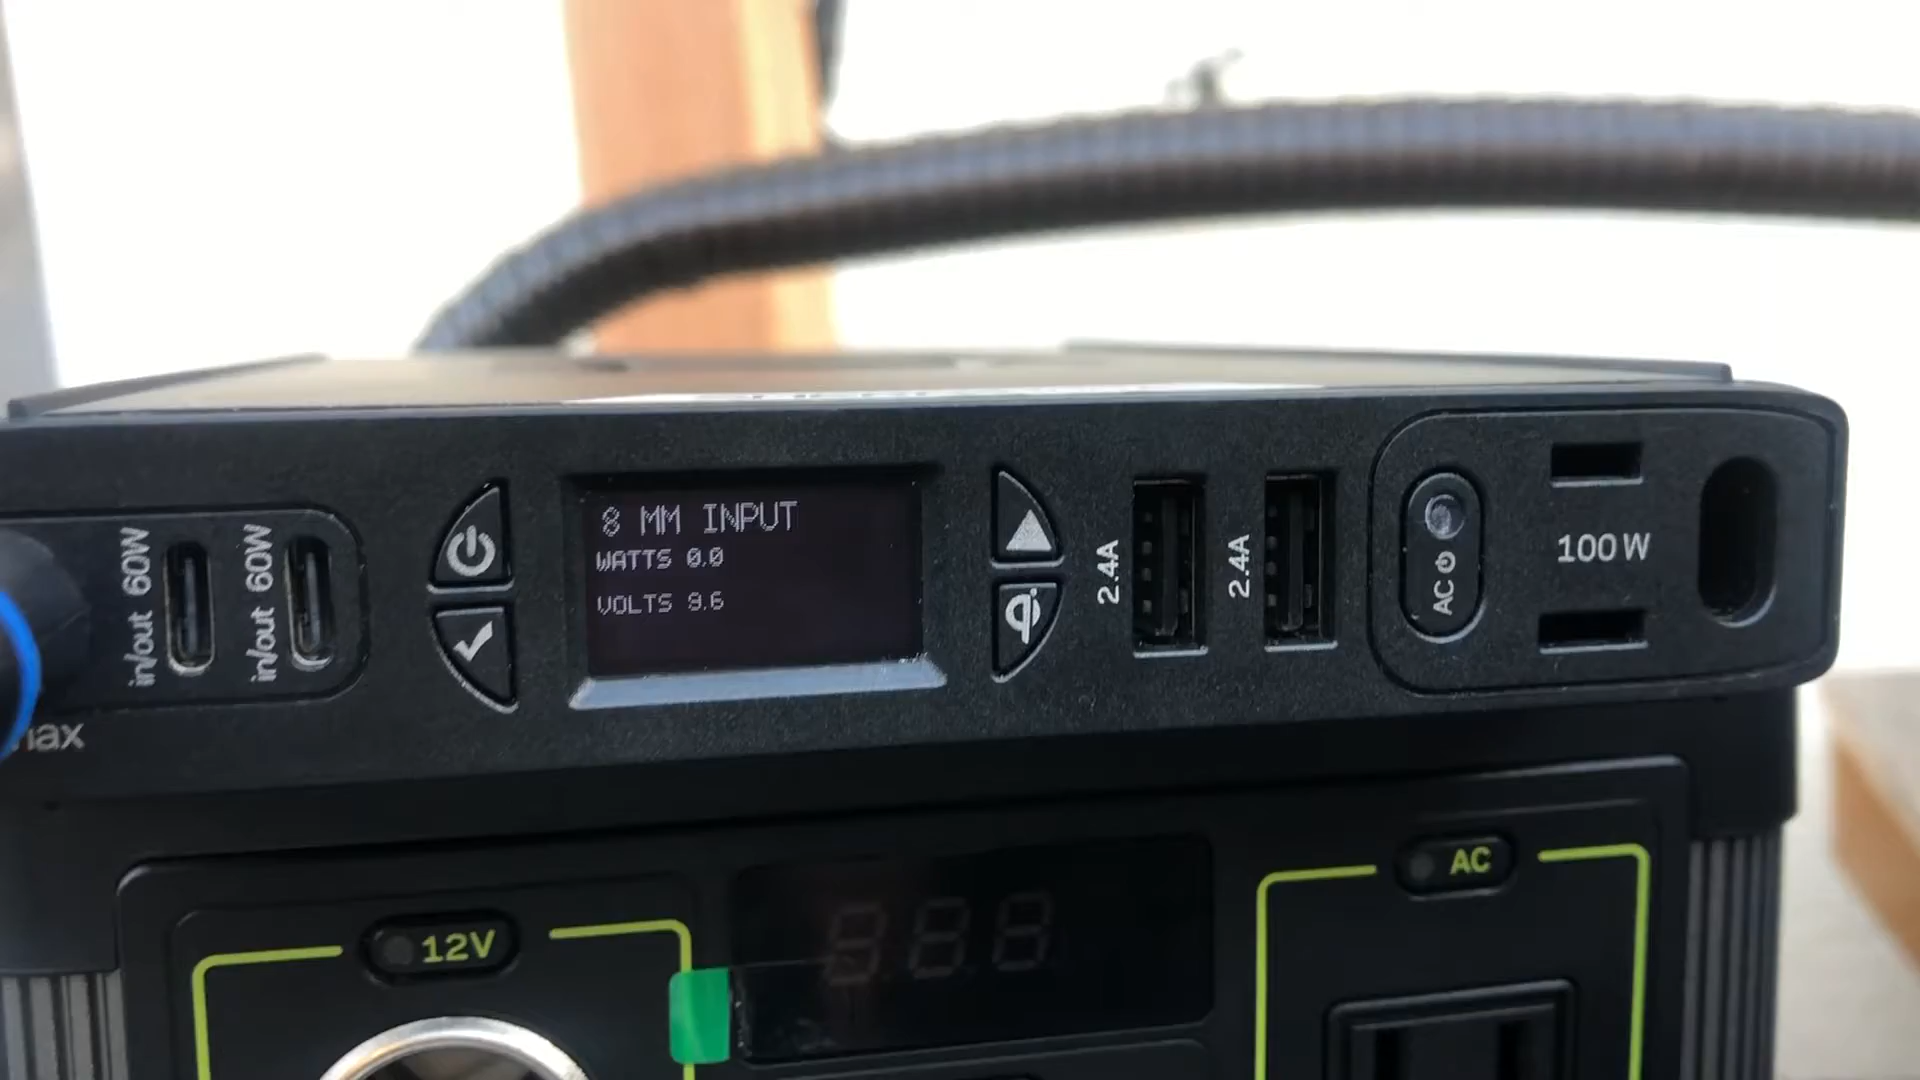 8 MM INPUT
WATTS 0.0
VOLTS 9.6
in/out 60W
in/out 60W
2.4A
2.4A
AC
100W
12V
AC